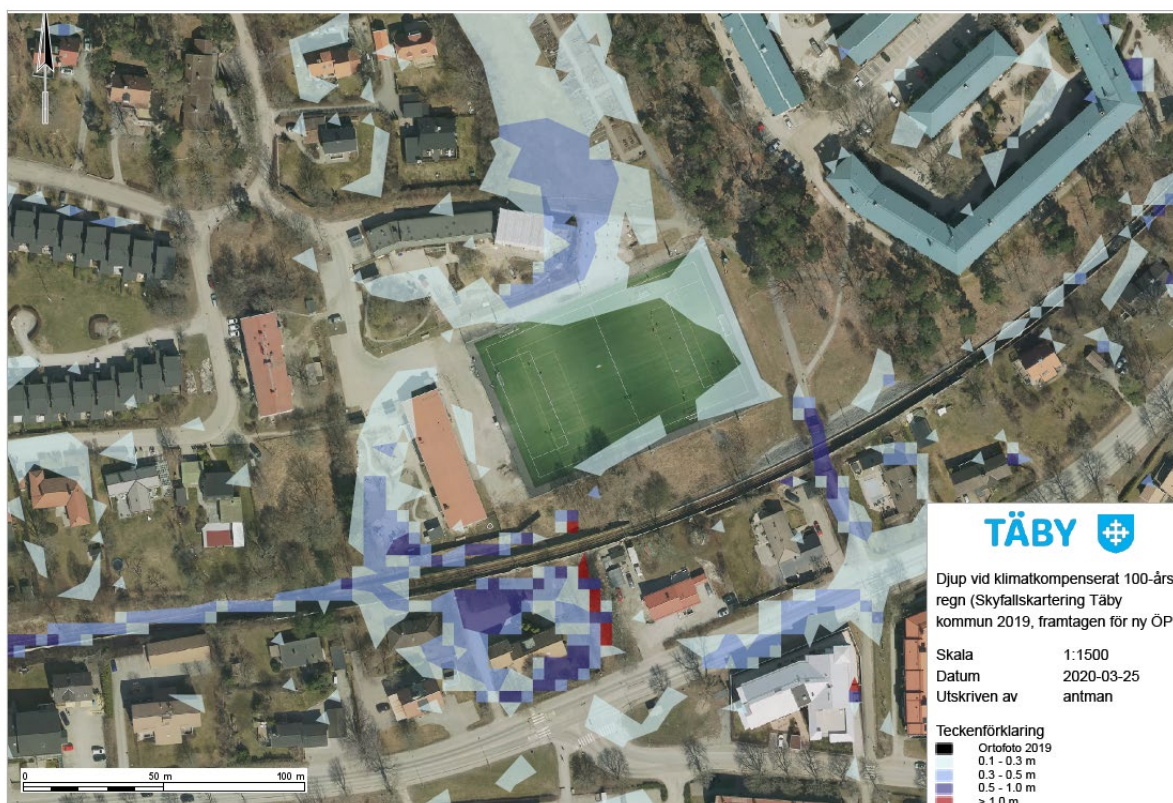 TÄBY
Djup vid klimatkompenserat 100-års
regn (Skyfallskartering Täby
kommun 2019, framtagen för ny ÖP
Skala 1:1500
Datum 2020-03-25
Utskriven av antman
Teckenförklaring
Ortofoto 2019
0.1 - 0.3 m
0.3 - 0.5 m
0.5 - 1.0 m
> 1.0 m
0 50 m 100 m